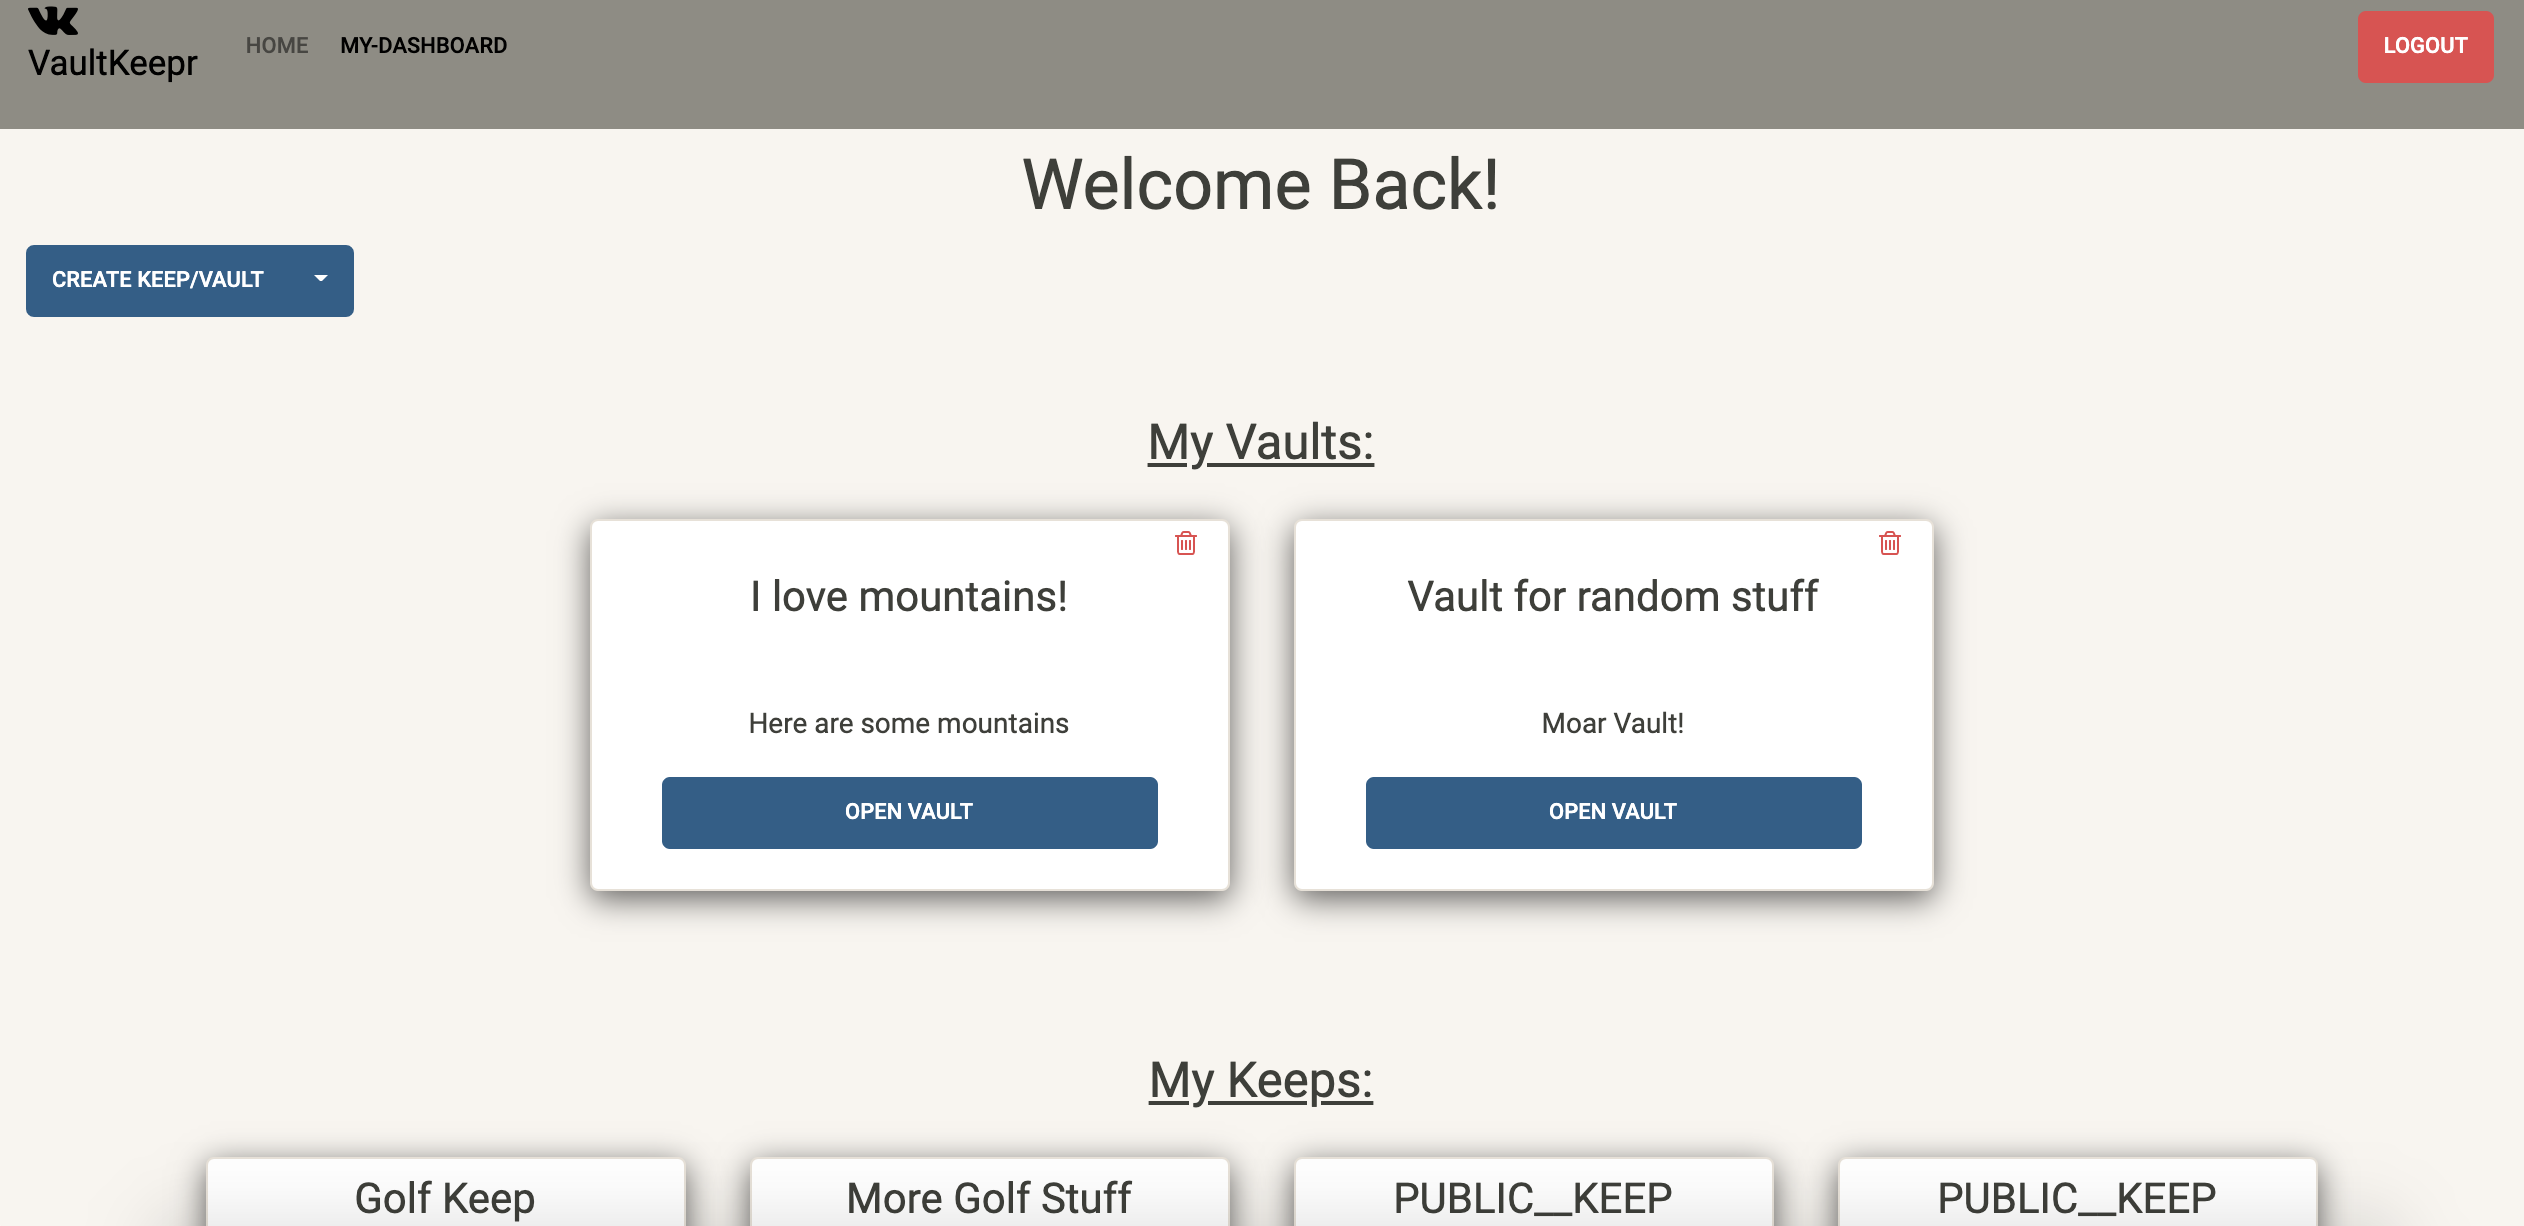 VaultKeepr
HOME
MY-DASHBOARD
LOGOUT
Welcome Back!
CREATE KEEP/VAULT
My Vaults:
I love mountains!
Here are some mountains
OPEN VAULT
Vault for random stuff
Moar Vault!
OPEN VAULT
My Keeps:
Golf Keep
More Golf Stuff
PUBLIC__KEEP
PUBLIC__KEEP